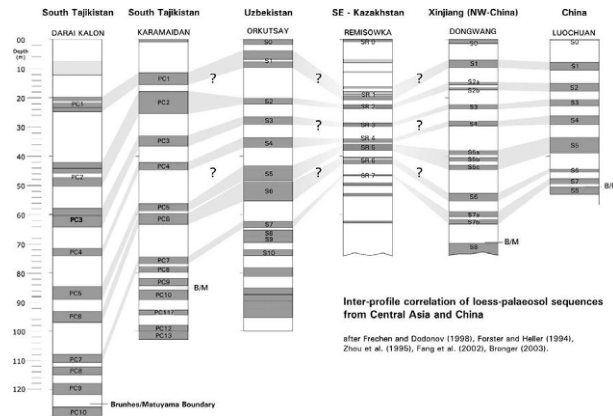 South Tajikistan
South Tajikistan
Uzbekistan
SE - Kazakhstan
Xinjiang (NW-China)
China
DARAI KALON
KARAMAIDAN
ORKUTSAY
REMISOWKA
DONGWANG
LUOCHUAN
Depth
(m)
00
10
20
30
40
50
60
70
80
90
100
110
120
PC1
PC2
PC3
PC4
PC5
PC6
PC7
PC8
PC9
PC10
Brunhes/Matuyama Boundary
PC1
PC2
PC3
PC4
PC5
PC6
PC7
PC8
PC9
PC10
PC12
PC13
B/M
?
?
?
S0
S1
S2
S3
S4
S5
S6
S7
S8
S9
S10
?
?
?
SR 0
SR 1
SR 2
SR 3
SR 4
SR 5
SR 6
SR 7
?
?
?
S0
S1
S2a
S2b
S3
S4
S5a
S5b
S5c
S6
S7a
S7b
S8
B/M
S0
S1
S2
S3
S4
S5
S6
S7
S8
Inter-profile correlation of loess-palaeosol sequences
from Central Asia and China
after Frechen and Dodonov (1998), Forster and Heller (1994),
Zhou et al. (1995), Fang et al. (2002), Bronger (2003).